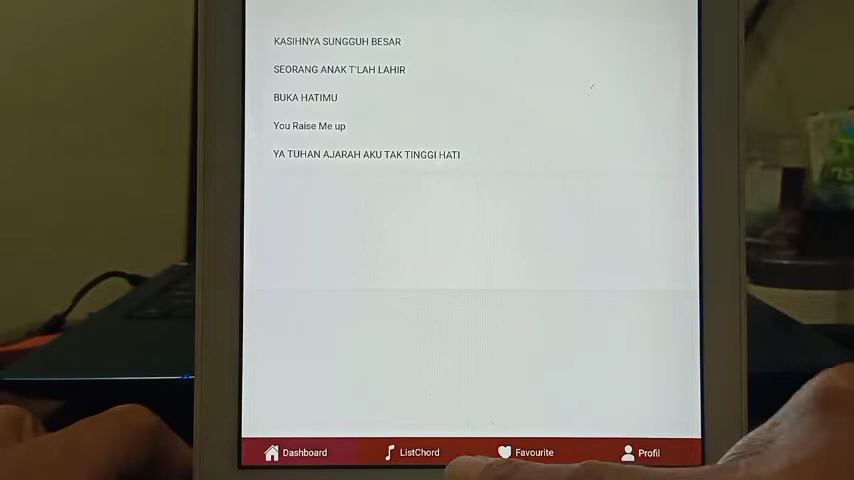 KASIHNYA SUNGGUH BESAR
SEORANG ANAK T'LAH LAHIR
BUKA HATIMU
You Raise Me up
YA TUHAN AJARAH AKU TAK TINGGI HATI
Dashboard ListChord Favourite Profil